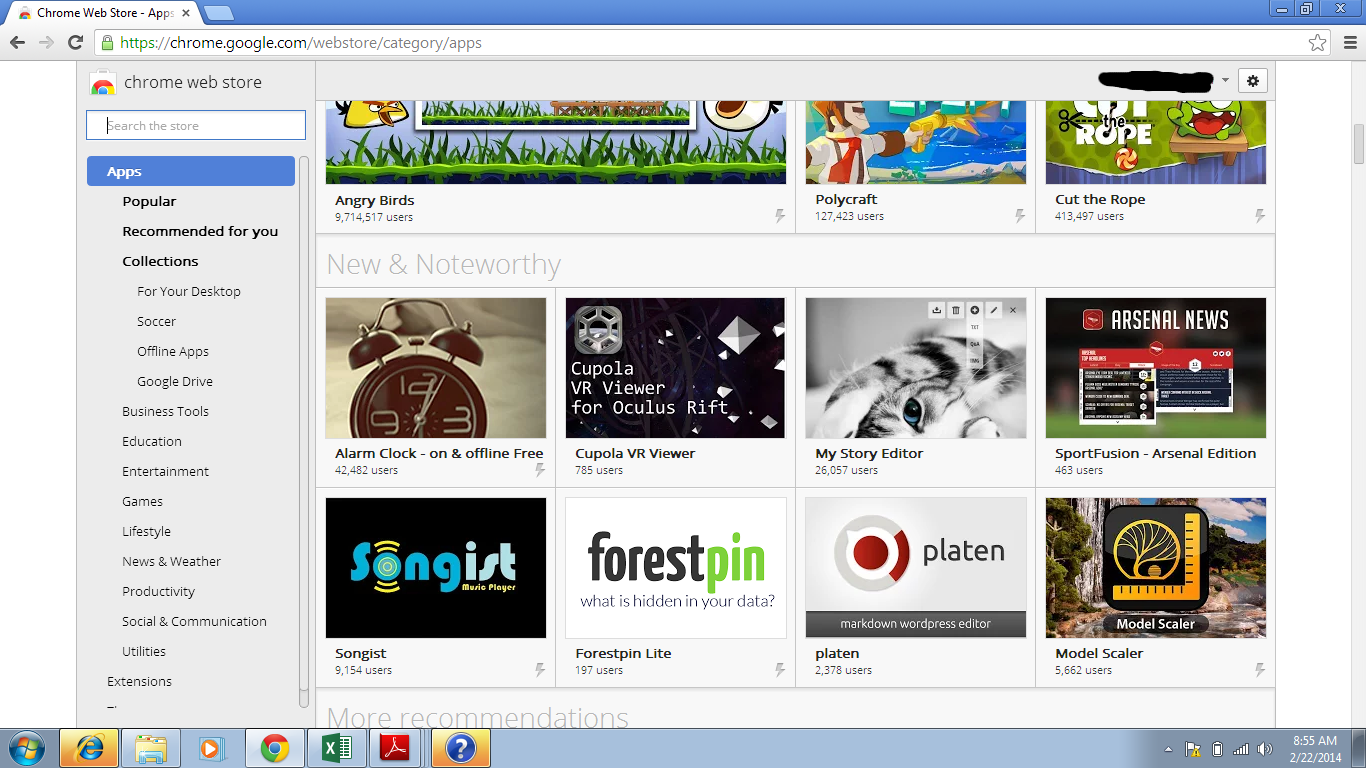 Chrome Web Store - Apps
https://chrome.google.com/webstore/category/apps
chrome web store
Search the store
Apps
Popular
Recommended for you
Collections
For Your Desktop
Soccer
Offline Apps
Google Drive
Business Tools
Education
Entertainment
Games
Lifestyle
News & Weather
Productivity
Social & Communication
Utilities
Extensions
the
ROPE
Angry Birds
9,714,517 users
Polycraft
127,423 users
Cut the Rope
413,497 users
New & Noteworthy
Alarm Clock - on & offline Free
42,482 users
Cupola
VR Viewer
for Oculus Rift
Cupola VR Viewer
785 users
TXT
Q&A
IMG
My Story Editor
26,057 users
ARSENAL NEWS
ARSENAL
TOP HEADLINES
SportFusion - Arsenal Edition
463 users
Songist
Music Player
Songist
9,154 users
forestpin
what is hidden in your data?
Forestpin Lite
197 users
platen
markdown wordpress editor
platen
2,378 users
Model Scaler
Model Scaler
5,662 users
More recommendations
8:55 AM
2/22/2014